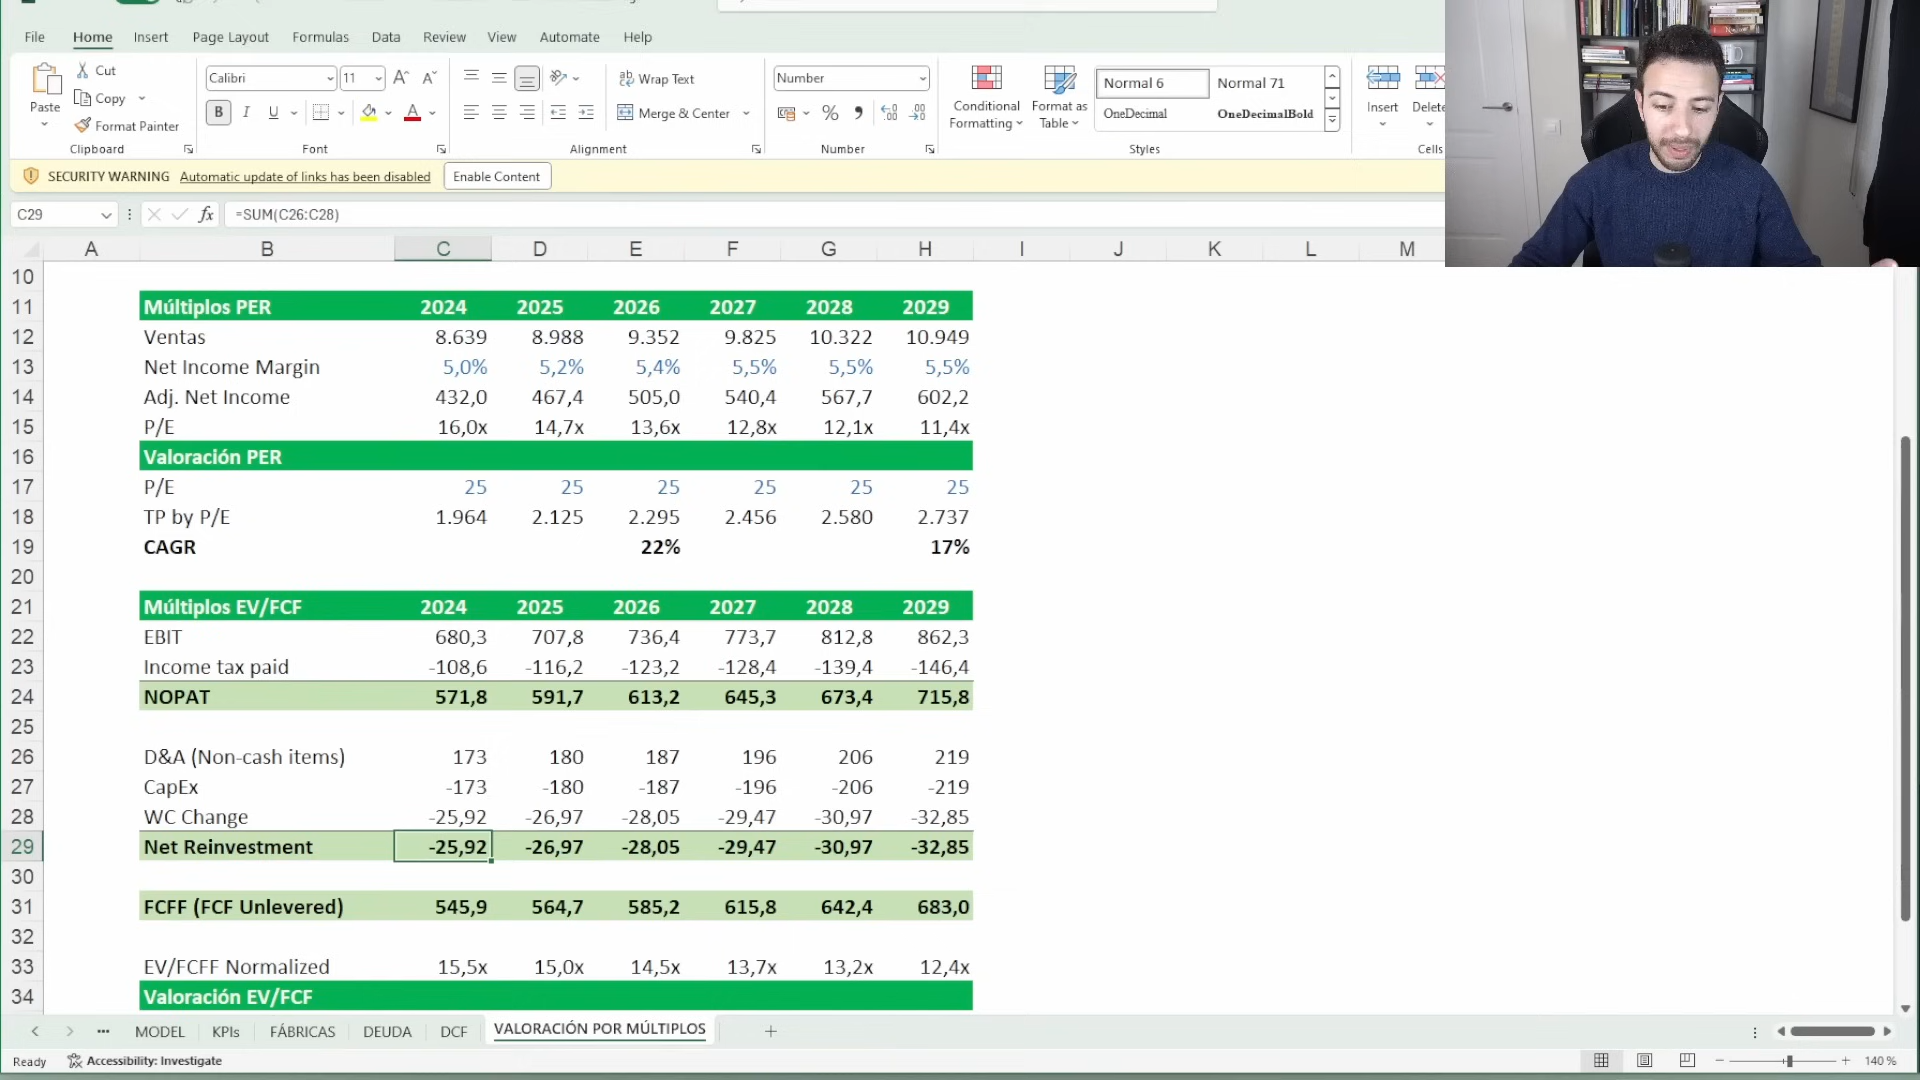 File Home Insert Page Layout Formulas Data Review View Automate Help
Paste Cut Copy Format Painter Clipboard
Calibri 11 B I U Font
Wrap Text Merge & Center Alignment
Number Number
Conditional Formatting Format as Table Normal 6 Normal 71 OneDecimal OneDecimalBold Styles
Insert Delete Cells
SECURITY WARNING Automatic update of links has been disabled Enable Content
C29 fx =SUM(C26:C28)
A B C D E F G H I J K L M
10
11 Múltiplos PER 2024 2025 2026 2027 2028 2029
12 Ventas 8.639 8.988 9.352 9.825 10.322 10.949
13 Net Income Margin 5,0% 5,2% 5,4% 5,5% 5,5% 5,5%
14 Adj. Net Income 432,0 467,4 505,0 540,4 567,7 602,2
15 P/E 16,0x 14,7x 13,6x 12,8x 12,1x 11,4x
16 Valoración PER
17 P/E 25 25 25 25 25 25
18 TP by P/E 1.964 2.125 2.295 2.456 2.580 2.737
19 CAGR 22% 17%
20
21 Múltiplos EV/FCF 2024 2025 2026 2027 2028 2029
22 EBIT 680,3 707,8 736,4 773,7 812,8 862,3
23 Income tax paid -108,6 -116,2 -123,2 -128,4 -139,4 -146,4
24 NOPAT 571,8 591,7 613,2 645,3 673,4 715,8
25
26 D&A (Non-cash items) 173 180 187 196 206 219
27 CapEx -173 -180 -187 -196 -206 -219
28 WC Change -25,92 -26,97 -28,05 -29,47 -30,97 -32,85
29 Net Reinvestment -25,92 -26,97 -28,05 -29,47 -30,97 -32,85
30
31 FCFF (FCF Unlevered) 545,9 564,7 585,2 615,8 642,4 683,0
32
33 EV/FCFF Normalized 15,5x 15,0x 14,5x 13,7x 13,2x 12,4x
34 Valoración EV/FCF
MODEL KPIs FÁBRICAS DEUDA DCF VALORACIÓN POR MÚLTIPLOS
Ready Accessibility: Investigate 140 %